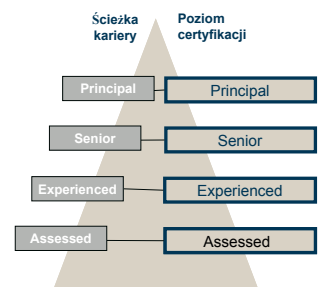 Ścieżka kariery
Poziom certyfikacji
Principal
Principal
Senior
Senior
Experienced
Experienced
Assessed
Assessed